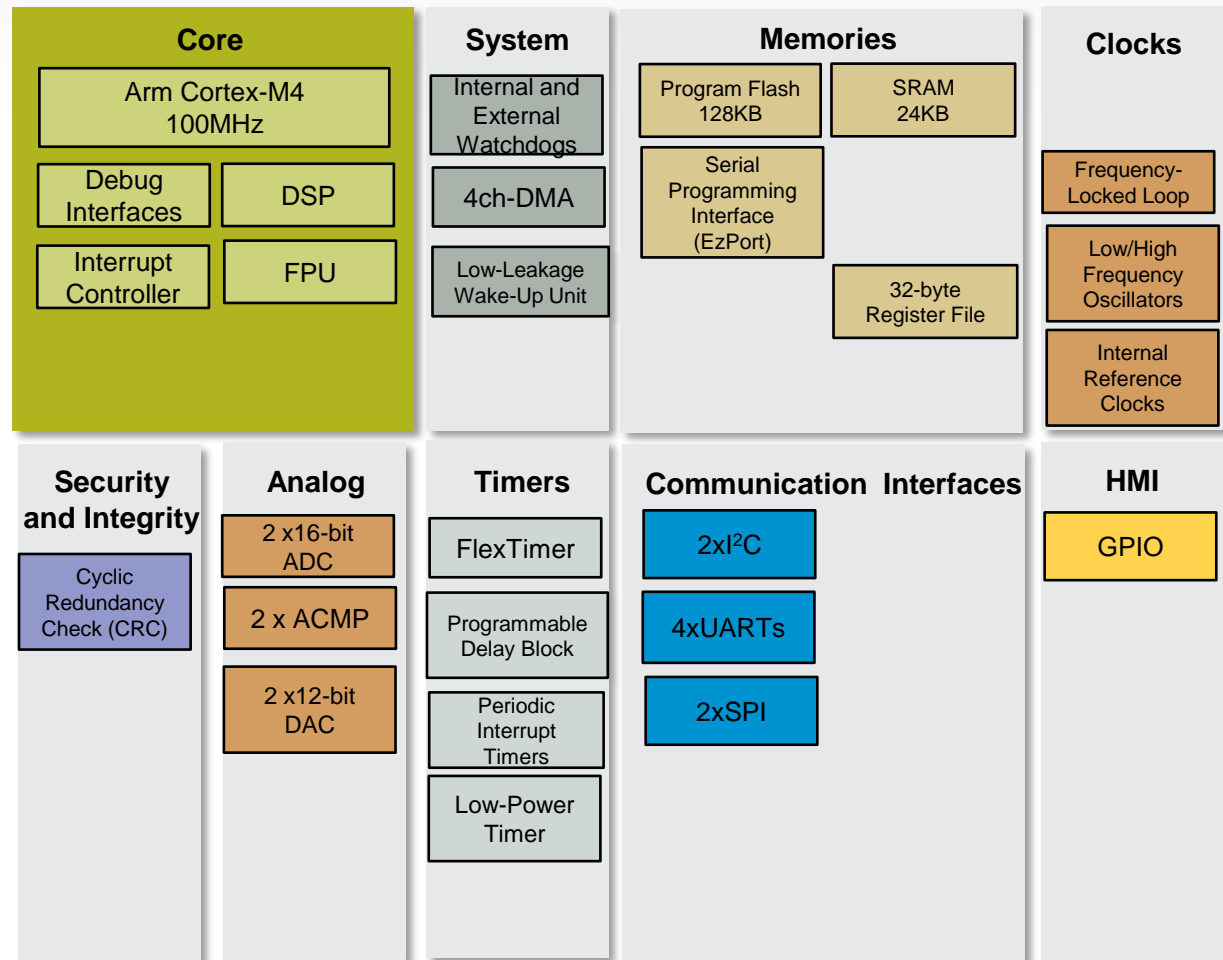 Core
Arm Cortex-M4
100MHz
Debug
Interfaces
DSP
Interrupt
Controller
FPU
System
Internal and
External
Watchdogs
4ch-DMA
Low-Leakage
Wake-Up Unit
Memories
Program Flash
128KB
SRAM
24KB
Serial
Programming
Interface
(EzPort)
32-byte
Register File
Clocks
Frequency-
Locked Loop
Low/High
Frequency
Oscillators
Internal
Reference
Clocks
Security
and Integrity
Cyclic
Redundancy
Check (CRC)
Analog
2 x16-bit
ADC
2 x ACMP
2 x12-bit
DAC
Timers
FlexTimer
Programmable
Delay Block
Periodic
Interrupt
Timers
Low-Power
Timer
Communication Interfaces
2xI²C
4xUARTs
2xSPI
HMI
GPIO